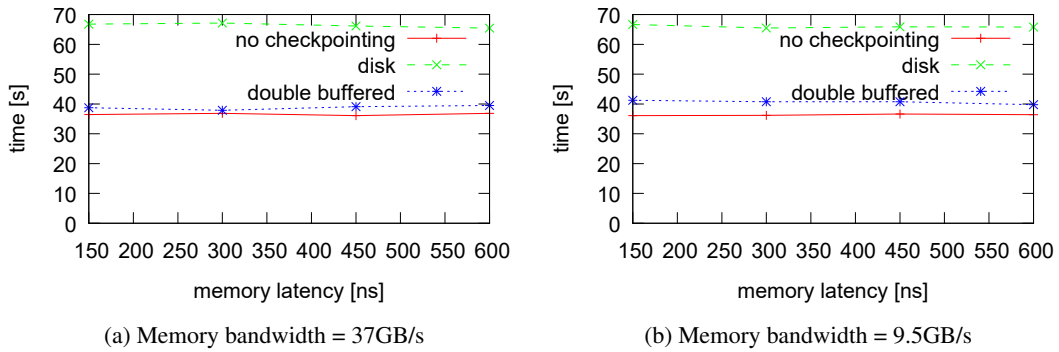 70
60
50
40
30
20
10
0
time [s]
no checkpointing
disk
double buffered
150 200 250 300 350 400 450 500 550 600
memory latency [ns]
(a) Memory bandwidth = 37GB/s
70
60
50
40
30
20
10
0
time [s]
no checkpointing
disk
double buffered
150 200 250 300 350 400 450 500 550 600
memory latency [ns]
(b) Memory bandwidth = 9.5GB/s